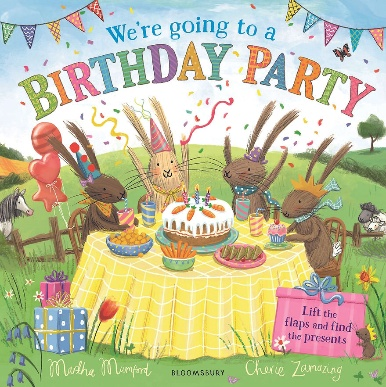 We're going to a
BIRTHDAY PARTY
Lift the
flaps and find
the presents
Martha Mumford
BLOOMSBURY
Cherie Zamazing